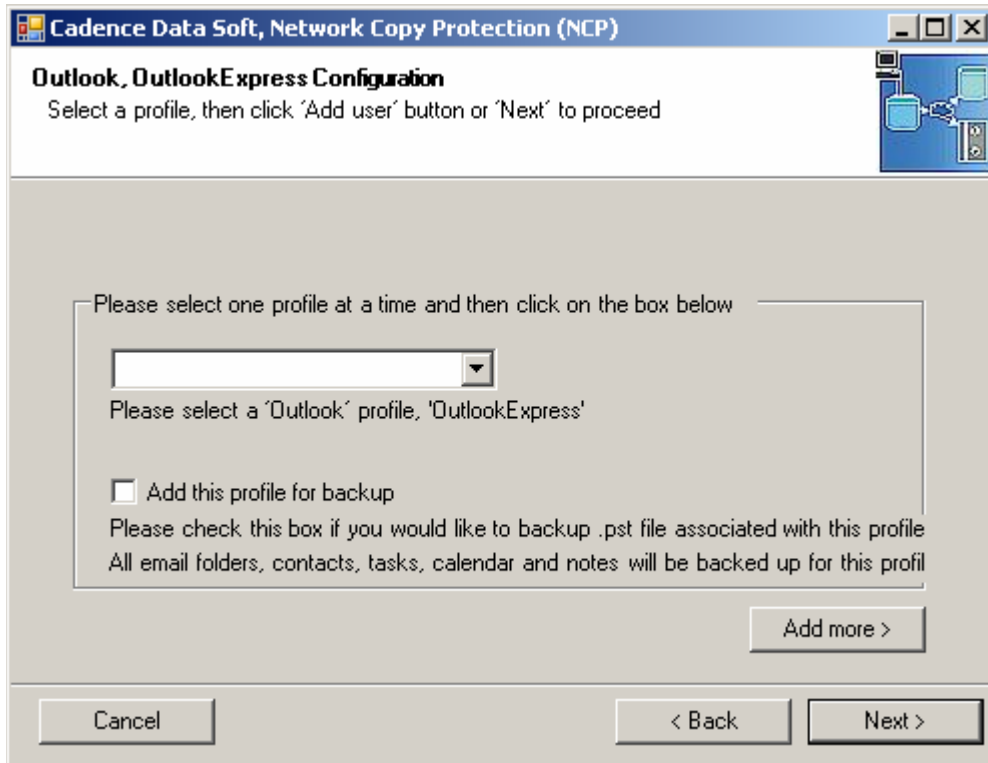 Cadence Data Soft, Network Copy Protection (NCP)
Outlook, OutlookExpress Configuration
Select a profile, then click ´Add user´ button or ´Next´ to proceed
Please select one profile at a time and then click on the box below
Please select a ´Outlook´ profile, 'OutlookExpress'
Add this profile for backup
Please check this box if you would like to backup .pst file associated with this profile
All email folders, contacts, tasks, calendar and notes will be backed up for this profil
Add more >
Cancel
< Back
Next >